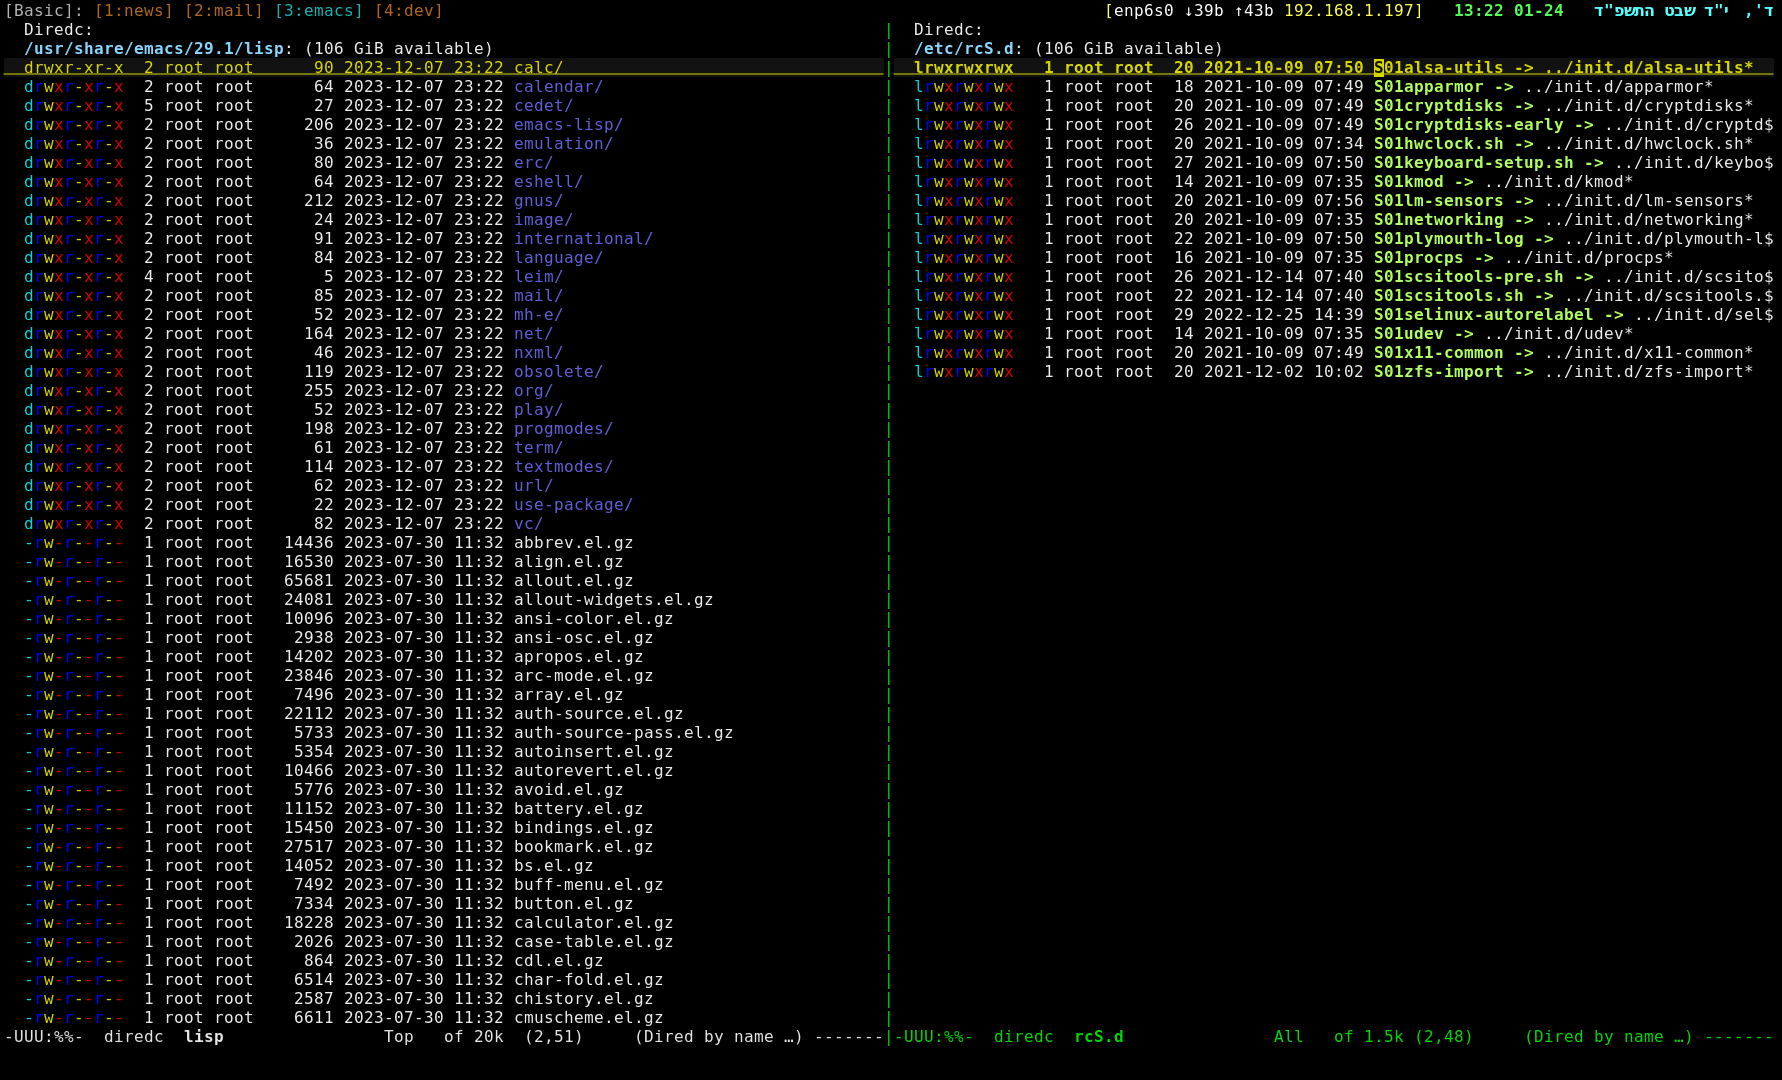 [Basic]: [1:news] [2:mail] [3:emacs] [4:dev] [enp6s0 ↓39b ↑43b 192.168.1.197] 13:22 01-24 ד', י"ד שבט התשפ"ד
Diredc:
/usr/share/emacs/29.1/lisp: (106 GiB available)
drwxr-xr-x 2 root root 90 2023-12-07 23:22 calc/
drwxr-xr-x 2 root root 64 2023-12-07 23:22 calendar/
drwxr-xr-x 5 root root 27 2023-12-07 23:22 cedet/
drwxr-xr-x 2 root root 206 2023-12-07 23:22 emacs-lisp/
drwxr-xr-x 2 root root 36 2023-12-07 23:22 emulation/
drwxr-xr-x 2 root root 80 2023-12-07 23:22 erc/
drwxr-xr-x 2 root root 64 2023-12-07 23:22 eshell/
drwxr-xr-x 2 root root 212 2023-12-07 23:22 gnus/
drwxr-xr-x 2 root root 24 2023-12-07 23:22 image/
drwxr-xr-x 2 root root 91 2023-12-07 23:22 international/
drwxr-xr-x 2 root root 84 2023-12-07 23:22 language/
drwxr-xr-x 4 root root 5 2023-12-07 23:22 leim/
drwxr-xr-x 2 root root 85 2023-12-07 23:22 mail/
drwxr-xr-x 2 root root 52 2023-12-07 23:22 mh-e/
drwxr-xr-x 2 root root 164 2023-12-07 23:22 net/
drwxr-xr-x 2 root root 46 2023-12-07 23:22 nxml/
drwxr-xr-x 2 root root 119 2023-12-07 23:22 obsolete/
drwxr-xr-x 2 root root 255 2023-12-07 23:22 org/
drwxr-xr-x 2 root root 52 2023-12-07 23:22 play/
drwxr-xr-x 2 root root 198 2023-12-07 23:22 progmodes/
drwxr-xr-x 2 root root 61 2023-12-07 23:22 term/
drwxr-xr-x 2 root root 114 2023-12-07 23:22 textmodes/
drwxr-xr-x 2 root root 62 2023-12-07 23:22 url/
drwxr-xr-x 2 root root 22 2023-12-07 23:22 use-package/
drwxr-xr-x 2 root root 82 2023-12-07 23:22 vc/
-rw-r--r-- 1 root root 14436 2023-07-30 11:32 abbrev.el.gz
-rw-r--r-- 1 root root 16530 2023-07-30 11:32 align.el.gz
-rw-r--r-- 1 root root 65681 2023-07-30 11:32 allout.el.gz
-rw-r--r-- 1 root root 24081 2023-07-30 11:32 allout-widgets.el.gz
-rw-r--r-- 1 root root 10096 2023-07-30 11:32 ansi-color.el.gz
-rw-r--r-- 1 root root 2938 2023-07-30 11:32 ansi-osc.el.gz
-rw-r--r-- 1 root root 14202 2023-07-30 11:32 apropos.el.gz
-rw-r--r-- 1 root root 23846 2023-07-30 11:32 arc-mode.el.gz
-rw-r--r-- 1 root root 7496 2023-07-30 11:32 array.el.gz
-rw-r--r-- 1 root root 22112 2023-07-30 11:32 auth-source.el.gz
-rw-r--r-- 1 root root 5733 2023-07-30 11:32 auth-source-pass.el.gz
-rw-r--r-- 1 root root 5354 2023-07-30 11:32 autoinsert.el.gz
-rw-r--r-- 1 root root 10466 2023-07-30 11:32 autorevert.el.gz
-rw-r--r-- 1 root root 5776 2023-07-30 11:32 avoid.el.gz
-rw-r--r-- 1 root root 11152 2023-07-30 11:32 battery.el.gz
-rw-r--r-- 1 root root 15450 2023-07-30 11:32 bindings.el.gz
-rw-r--r-- 1 root root 27517 2023-07-30 11:32 bookmark.el.gz
-rw-r--r-- 1 root root 14052 2023-07-30 11:32 bs.el.gz
-rw-r--r-- 1 root root 7492 2023-07-30 11:32 buff-menu.el.gz
-rw-r--r-- 1 root root 7334 2023-07-30 11:32 button.el.gz
-rw-r--r-- 1 root root 18228 2023-07-30 11:32 calculator.el.gz
-rw-r--r-- 1 root root 2026 2023-07-30 11:32 case-table.el.gz
-rw-r--r-- 1 root root 864 2023-07-30 11:32 cdl.el.gz
-rw-r--r-- 1 root root 6514 2023-07-30 11:32 char-fold.el.gz
-rw-r--r-- 1 root root 2587 2023-07-30 11:32 chistory.el.gz
-rw-r--r-- 1 root root 6611 2023-07-30 11:32 cmuscheme.el.gz
-UUU:%%- diredc lisp Top of 20k (2,51) (Dired by name …) -------
Diredc:
/etc/rcS.d: (106 GiB available)
lrwxrwxrwx 1 root root 20 2021-10-09 07:50 S01alsa-utils -> ../init.d/alsa-utils*
lrwxrwxrwx 1 root root 18 2021-10-09 07:49 S01apparmor -> ../init.d/apparmor*
lrwxrwxrwx 1 root root 20 2021-10-09 07:49 S01cryptdisks -> ../init.d/cryptdisks*
lrwxrwxrwx 1 root root 26 2021-10-09 07:49 S01cryptdisks-early -> ../init.d/cryptd$
lrwxrwxrwx 1 root root 20 2021-10-09 07:34 S01hwclock.sh -> ../init.d/hwclock.sh*
lrwxrwxrwx 1 root root 27 2021-10-09 07:50 S01keyboard-setup.sh -> ../init.d/keybo$
lrwxrwxrwx 1 root root 14 2021-10-09 07:35 S01kmod -> ../init.d/kmod*
lrwxrwxrwx 1 root root 20 2021-10-09 07:56 S01lm-sensors -> ../init.d/lm-sensors*
lrwxrwxrwx 1 root root 20 2021-10-09 07:35 S01networking -> ../init.d/networking*
lrwxrwxrwx 1 root root 22 2021-10-09 07:50 S01plymouth-log -> ../init.d/plymouth-l$
lrwxrwxrwx 1 root root 16 2021-10-09 07:35 S01procps -> ../init.d/procps*
lrwxrwxrwx 1 root root 26 2021-12-14 07:40 S01scsitools-pre.sh -> ../init.d/scsito$
lrwxrwxrwx 1 root root 22 2021-12-14 07:40 S01scsitools.sh -> ../init.d/scsitools.$
lrwxrwxrwx 1 root root 29 2022-12-25 14:39 S01selinux-autorelabel -> ../init.d/sel$
lrwxrwxrwx 1 root root 14 2021-10-09 07:35 S01udev -> ../init.d/udev*
lrwxrwxrwx 1 root root 20 2021-10-09 07:49 S01x11-common -> ../init.d/x11-common*
lrwxrwxrwx 1 root root 20 2021-12-02 10:02 S01zfs-import -> ../init.d/zfs-import*
-UUU:%%- diredc rcS.d All of 1.5k (2,48) (Dired by name …) -------